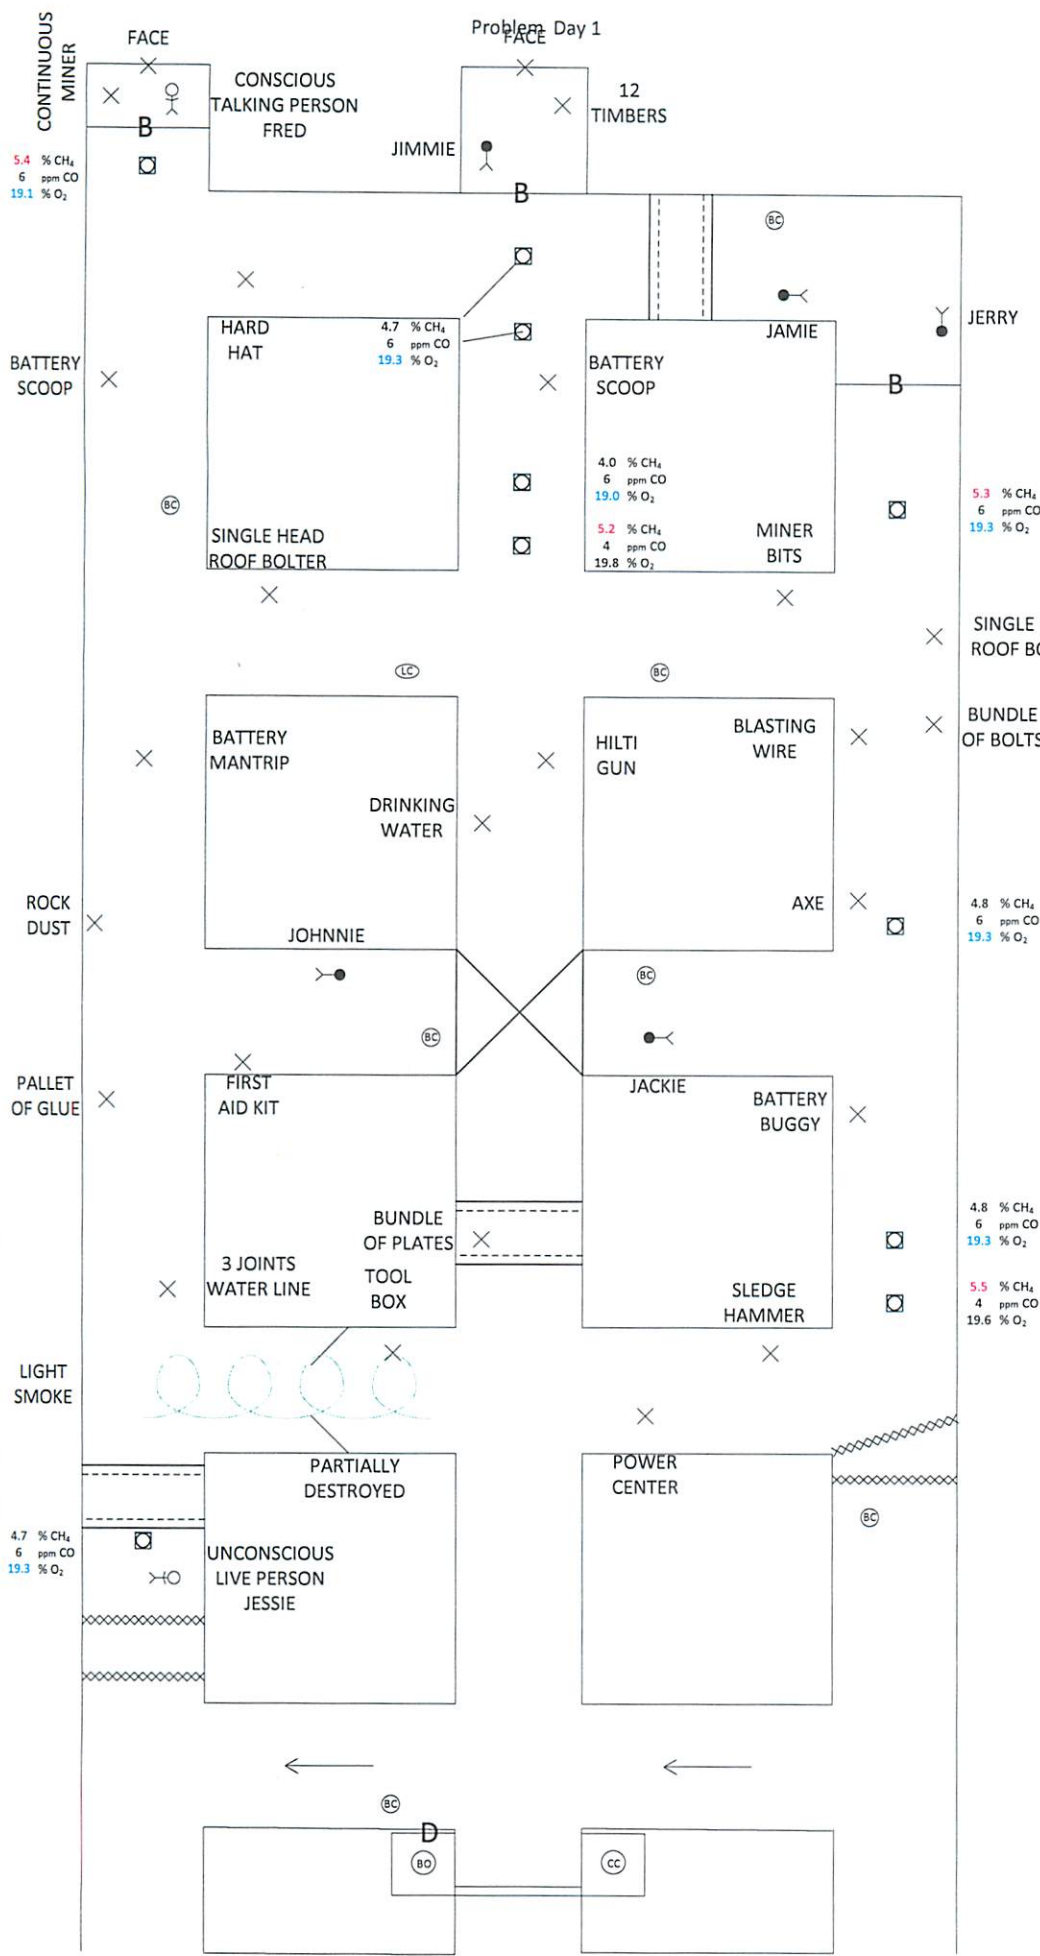 Problem Day 1
CONTINUOUS
MINER
FACE
FACE
CONSCIOUS
TALKING PERSON
FRED
12
TIMBERS
JIMMIE
B
B
5.4 % CH₄
6 ppm CO
19.1 % O₂
BC
JERRY
JAMIE
HARD
HAT
4.7 % CH₄
6 ppm CO
19.3 % O₂
BATTERY
SCOOP
BATTERY
SCOOP
B
4.0 % CH₄
6 ppm CO
19.0 % O₂
5.2 % CH₄
4 ppm CO
19.8 % O₂
5.3 % CH₄
6 ppm CO
19.3 % O₂
BC
SINGLE HEAD
ROOF BOLTER
MINER
BITS
SINGLE
ROOF BO
LC
BC
BUNDLE
OF BOLTS
BATTERY
MANTRIP
HILTI
GUN
BLASTING
WIRE
DRINKING
WATER
ROCK
DUST
AXE
4.8 % CH₄
6 ppm CO
19.3 % O₂
JOHNNIE
BC
BC
JACKIE
PALLET
OF GLUE
FIRST
AID KIT
BATTERY
BUGGY
4.8 % CH₄
6 ppm CO
19.3 % O₂
BUNDLE
OF PLATES
3 JOINTS
WATER LINE
TOOL
BOX
SLEDGE
HAMMER
5.5 % CH₄
4 ppm CO
19.6 % O₂
LIGHT
SMOKE
PARTIALLY
DESTROYED
POWER
CENTER
BC
4.7 % CH₄
6 ppm CO
19.3 % O₂
UNCONSCIOUS
LIVE PERSON
JESSIE
BC
D
BO
CC